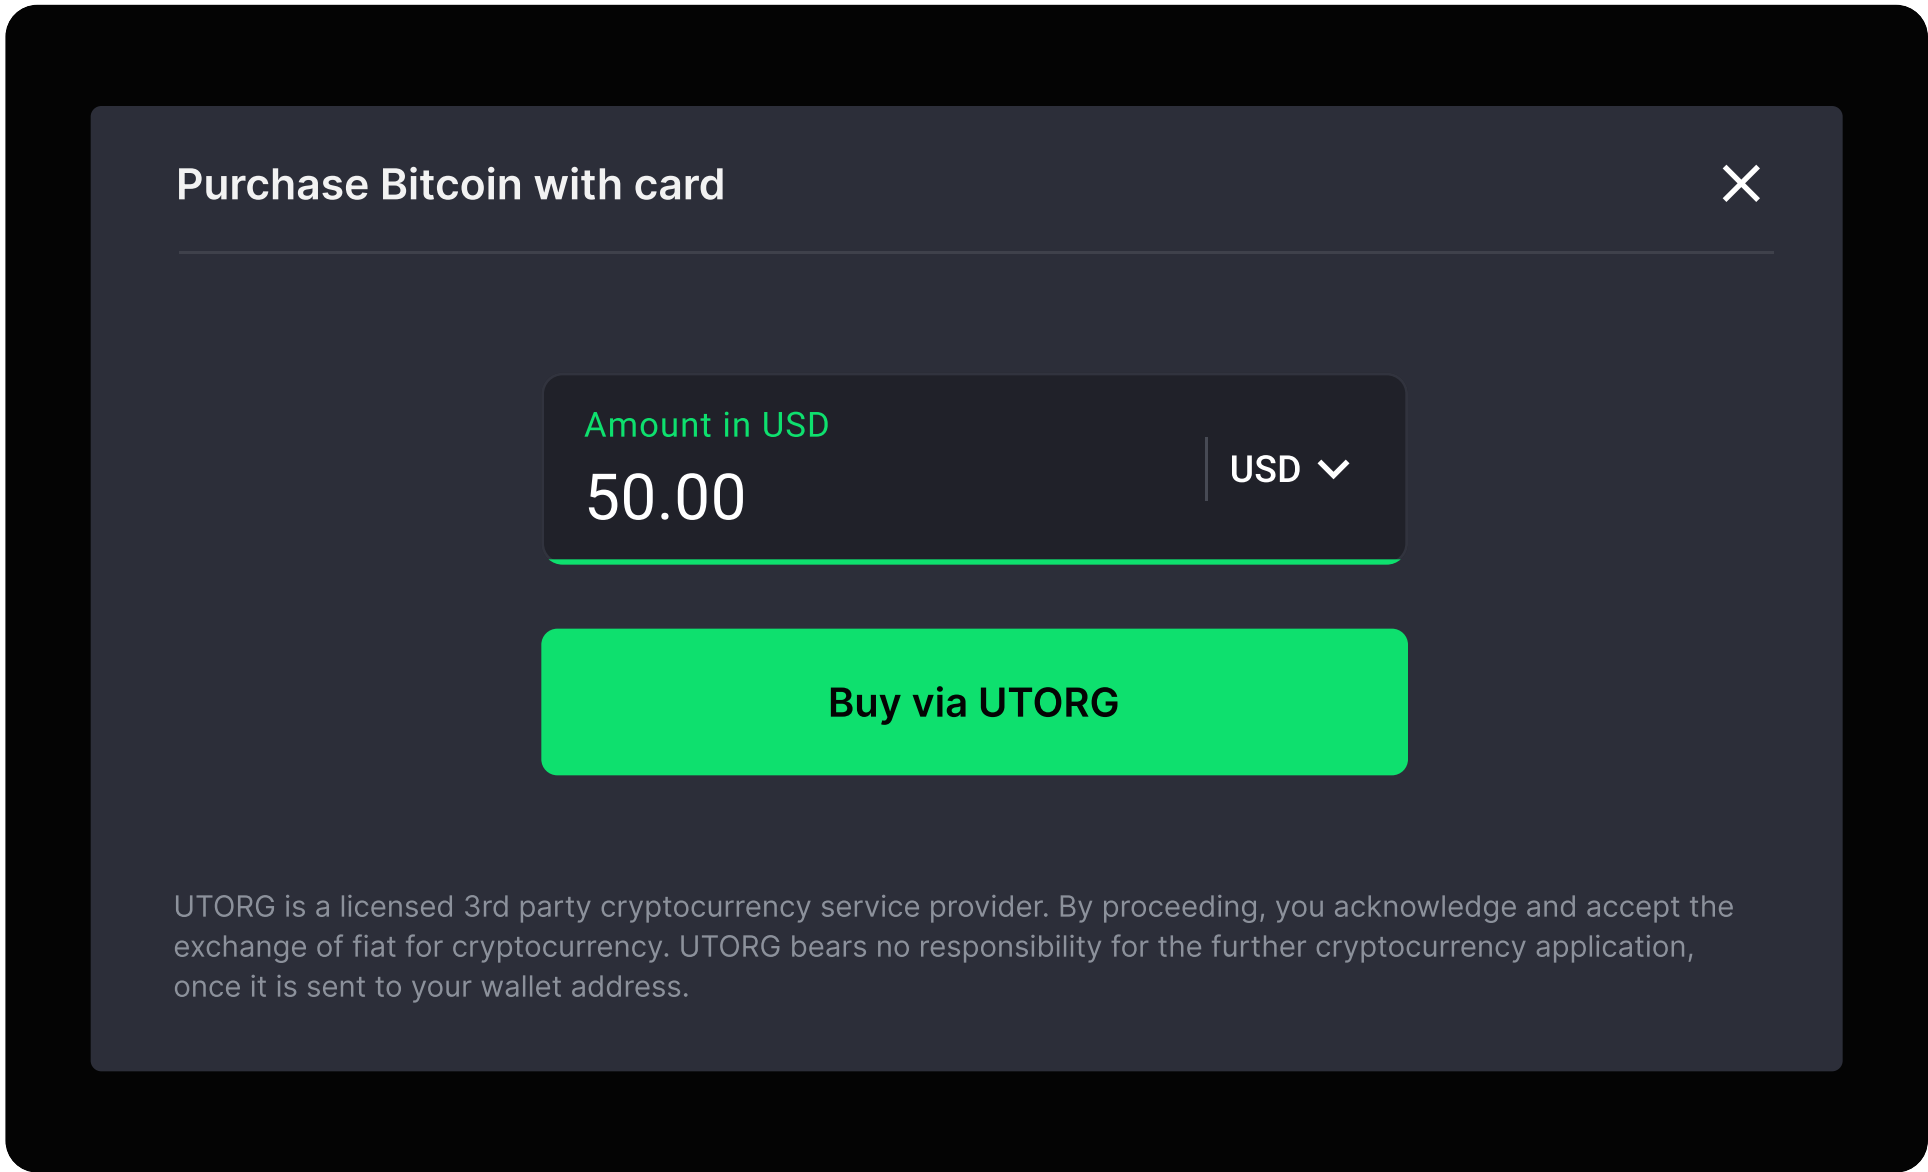 Purchase Bitcoin with card
Amount in USD
50.00
USD
Buy via UTORG
UTORG is a licensed 3rd party cryptocurrency service provider. By proceeding, you acknowledge and accept the
exchange of fiat for cryptocurrency. UTORG bears no responsibility for the further cryptocurrency application,
once it is sent to your wallet address.